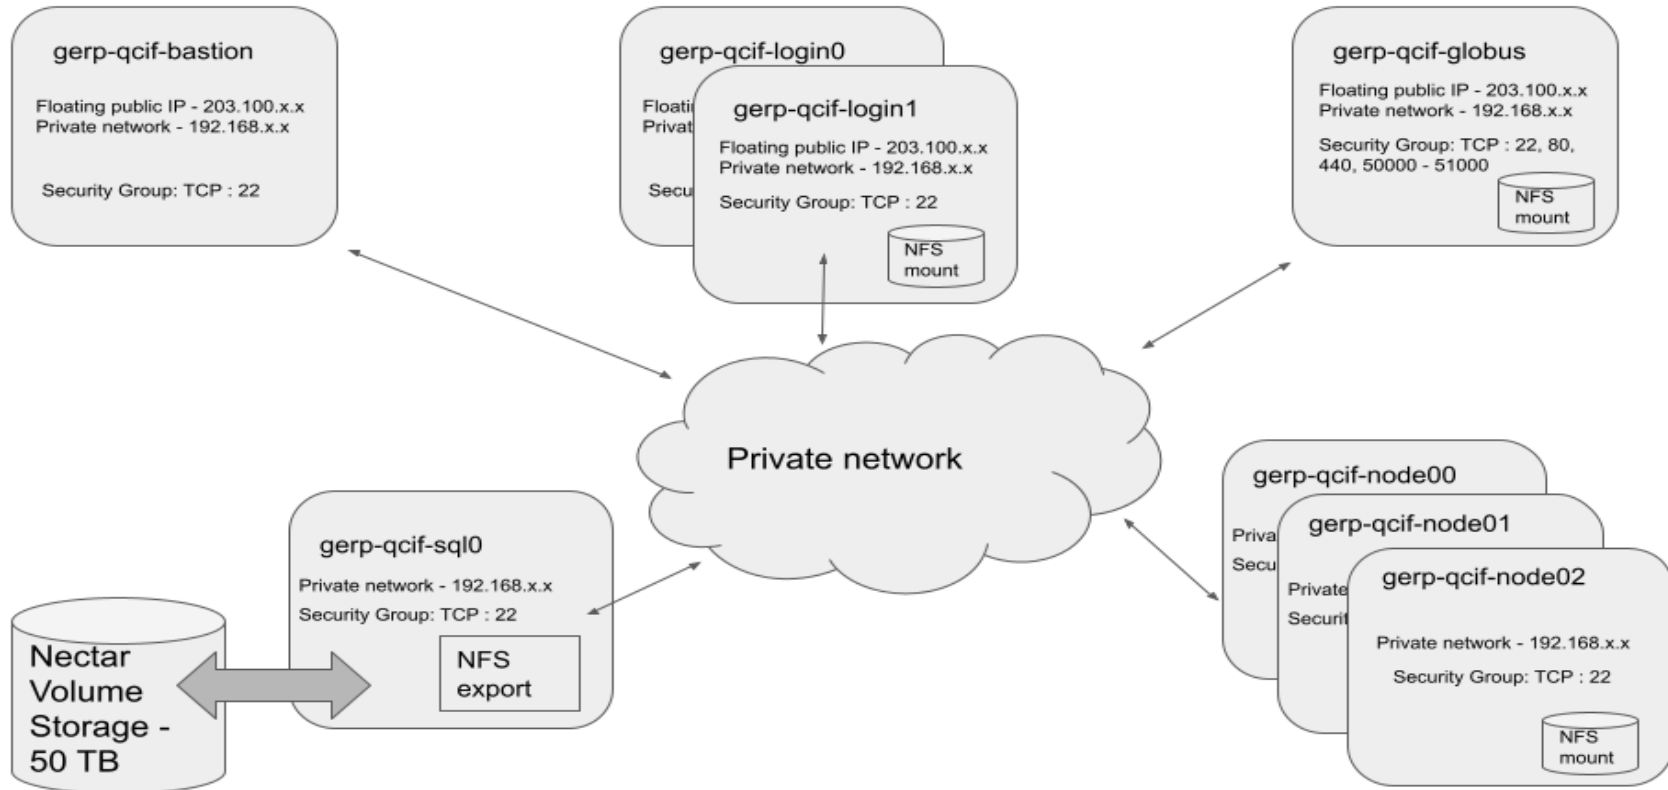 gerp-qcif-bastion
Floating public IP - 203.100.x.x
Private network - 192.168.x.x
Security Group: TCP : 22
gerp-qcif-login0
Floati
Privat
Secu
gerp-qcif-login1
Floating public IP - 203.100.x.x
Private network - 192.168.x.x
Security Group: TCP : 22
NFS
mount
gerp-qcif-globus
Floating public IP - 203.100.x.x
Private network - 192.168.x.x
Security Group: TCP : 22, 80,
440, 50000 - 51000
NFS
mount
Private network
gerp-qcif-sql0
Private network - 192.168.x.x
Security Group: TCP : 22
NFS
export
Nectar
Volume
Storage -
50 TB
gerp-qcif-node00
Priva
Secu
gerp-qcif-node01
Private
Securit
gerp-qcif-node02
Private network - 192.168.x.x
Security Group: TCP : 22
NFS
mount